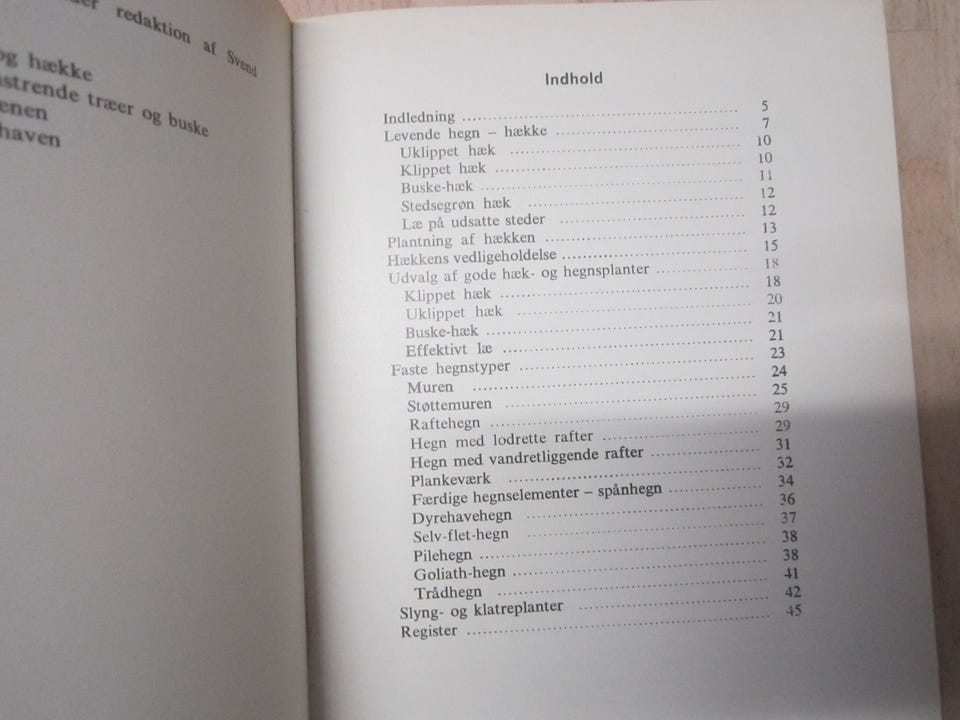 redaktion af Svend
og hække
træer og buske
haven
Indhold
Indledning ........ 5
Levende hegn – hække ........ 7
Uklippet hæk ........ 10
Klippet hæk ........ 10
Buske-hæk ........ 11
Stedsegrøn hæk ........ 12
Læ på udsatte steder ........ 12
Plantning af hækken ........ 13
Hækkens vedligeholdelse ........ 15
Udvalg af gode hæk- og hegnsplanter ........ 18
Klippet hæk ........ 18
Uklippet hæk ........ 20
Buske-hæk ........ 21
Effektivt læ ........ 21
Faste hegnstyper ........ 23
Muren ........ 24
Støttemuren ........ 25
Raftehegn ........ 29
Hegn med lodrette rafter ........ 29
Hegn med vandretliggende rafter ........ 31
Plankeværk ........ 32
Færdige hegnselementer – spånhegn ........ 34
Dyrehavehegn ........ 36
Selv-flet-hegn ........ 37
Pilehegn ........ 38
Goliath-hegn ........ 38
Trådhegn ........ 41
Slyng- og klatreplanter ........ 42
Register ........ 45